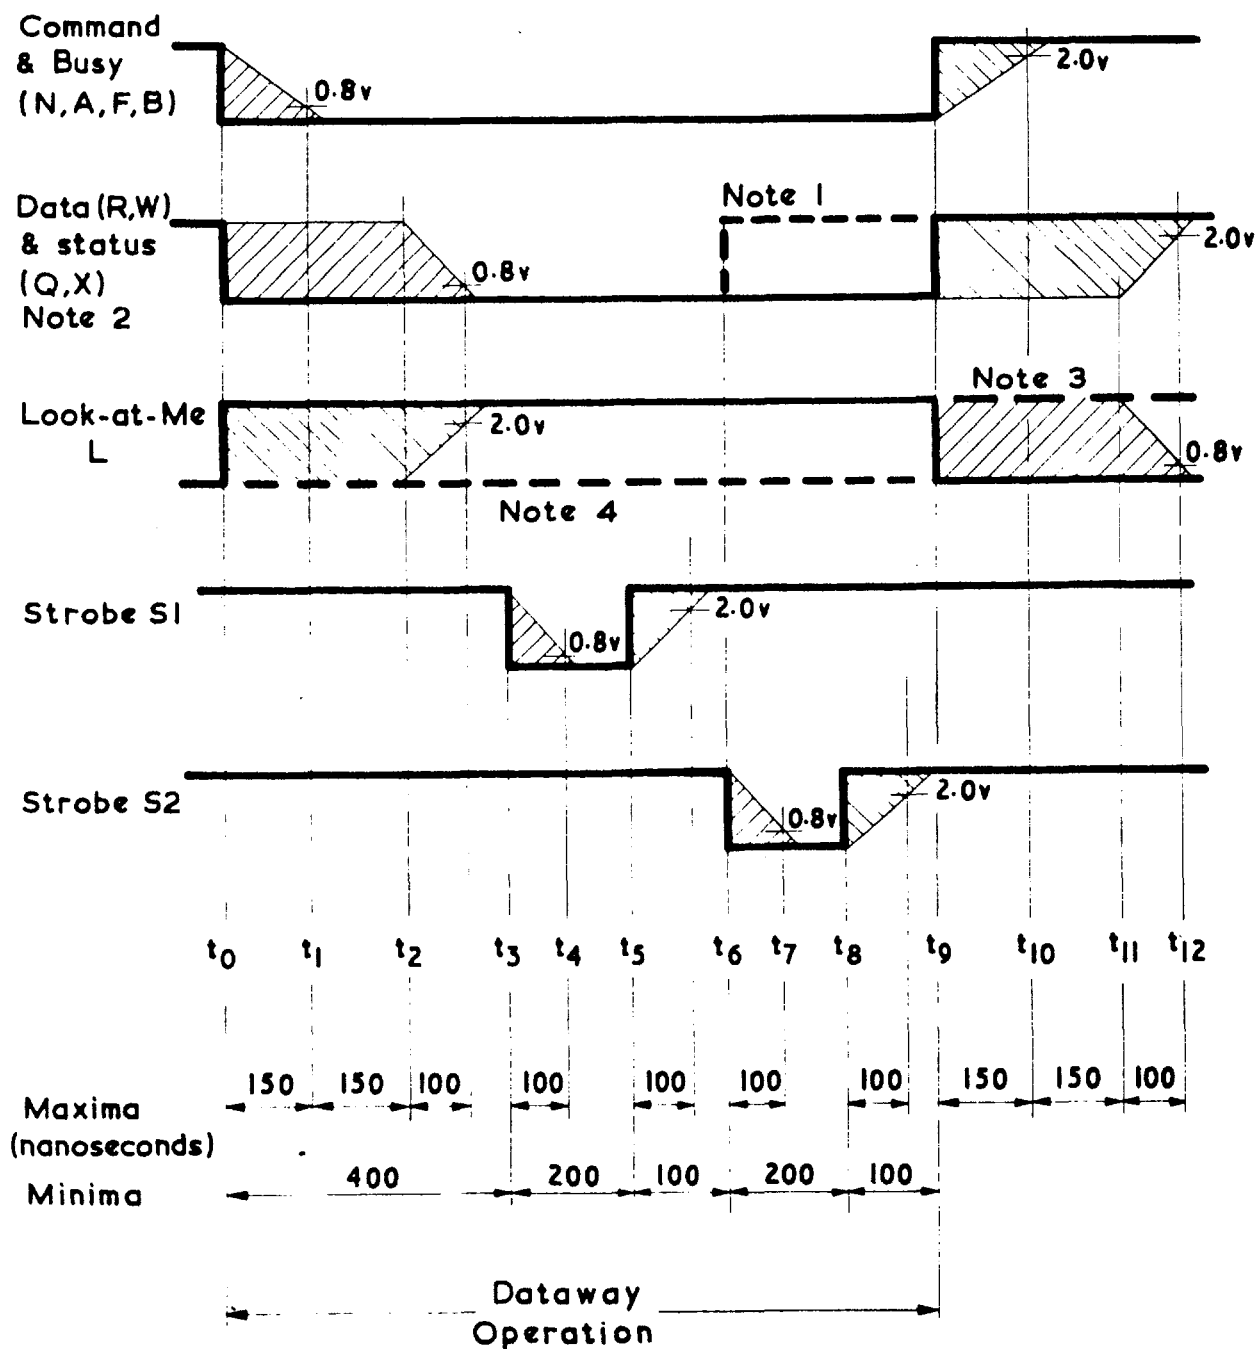 Command
& Busy
(N, A, F, B)
0.8v
2.0v
Data (R,W)
& status
(Q,X)
Note 2
0.8v
Note 1
2.0v
Look-at-Me
L
2.0v
Note 3
0.8v
Note 4
Strobe S1
0.8v
2.0v
Strobe S2
0.8v
2.0v
t0 t1 t2 t3 t4 t5 t6 t7 t8 t9 t10 t11 t12
150 150 100 100 100 100 100 150 150 100
Maxima
(nanoseconds)
Minima
400 200 100 200 100
Dataway
Operation